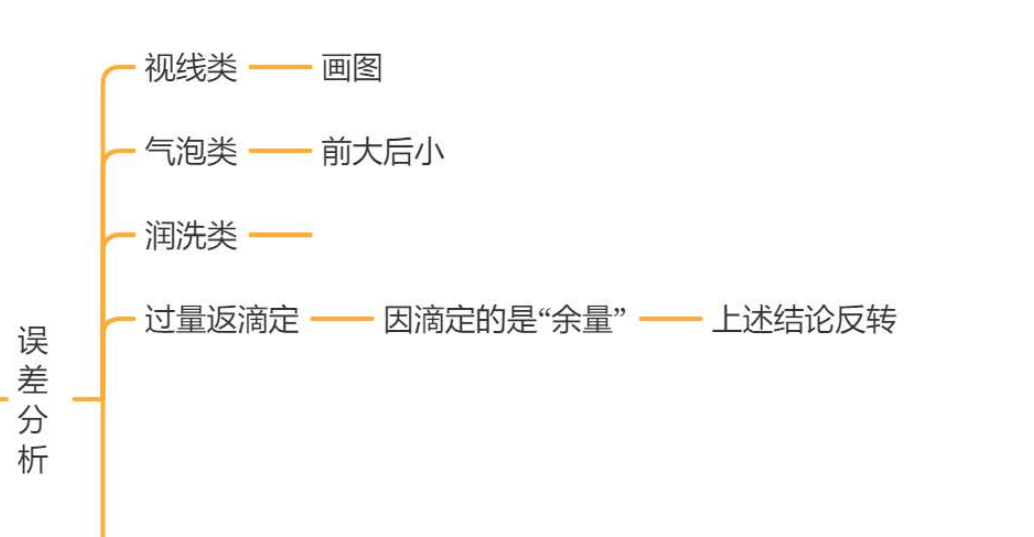 视线类
画图
气泡类
前大后小
润洗类
过量返滴定
因滴定的是“余量”
上述结论反转
误差分析